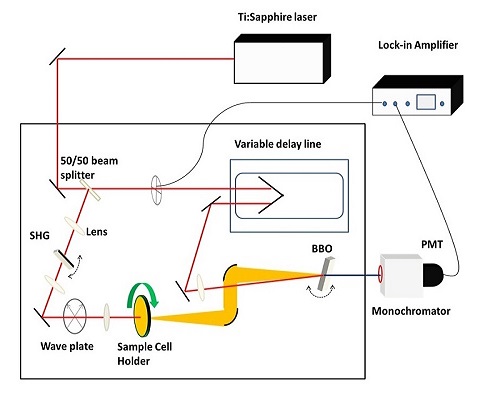 Ti:Sapphire laser
Lock-in Amplifier
50/50 beam
splitter
Variable delay line
SHG
Lens
BBO
PMT
Monochromator
Wave plate
Sample Cell
Holder